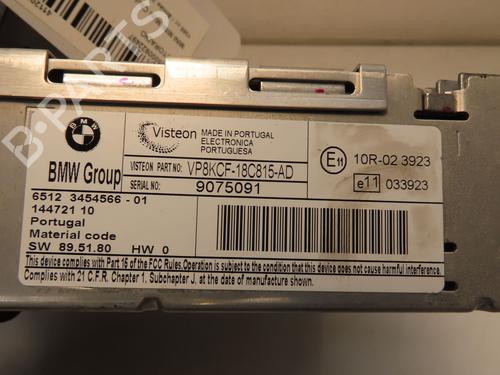 BMW
BMW Group
Visteon
MADE IN PORTUGAL
ELECTRONICA
PORTUGUESA
VISTEON PART NO VP8KCF-18C815-AD
SERIAL NO: 9075091
E11 10R-02 3923
e11 033923
6512 3454566 - 01
144721 10
Portugal
Material code
SW 89.51.80 HW 0
This device complies with Part 15 of the FCC Rules.Operation is subject to the condition that this device does not cause harmful interference.
Complies with 21 C.F.R. Chapter 1, Subchapter J, at date of manufacture
B-PARTS